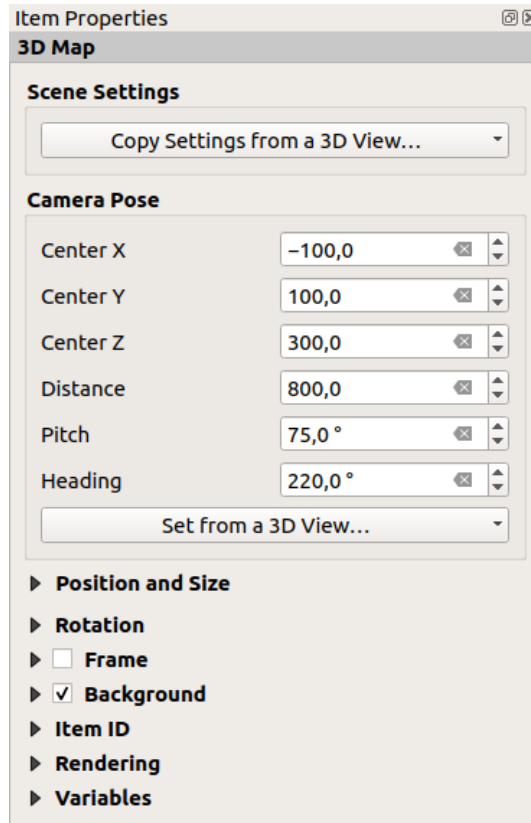 Item Properties
3D Map
Scene Settings
Copy Settings from a 3D View...
Camera Pose
Center X −100,0
Center Y 100,0
Center Z 300,0
Distance 800,0
Pitch 75,0 °
Heading 220,0 °
Set from a 3D View...
Position and Size
Rotation
Frame
Background
Item ID
Rendering
Variables